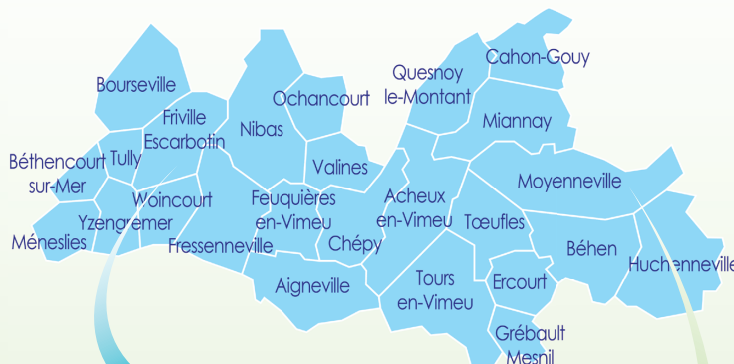 Cahon-Gouy
Quesnoy
le-Montant
Bourseville
Ochancourt
Friville
Escarbotin
Nibas
Miannay
Béthencourt
sur-Mer
Tully
Valines
Moyenneville
Woincourt
Feuquières
en-Vimeu
Acheux
en-Vimeu
Yzengremer
Tœufles
Méneslies
Fressenneville
Chépy
Béhen
Huchenneville
Aigneville
Tours
en-Vimeu
Ercourt
Grébault
Mesnil